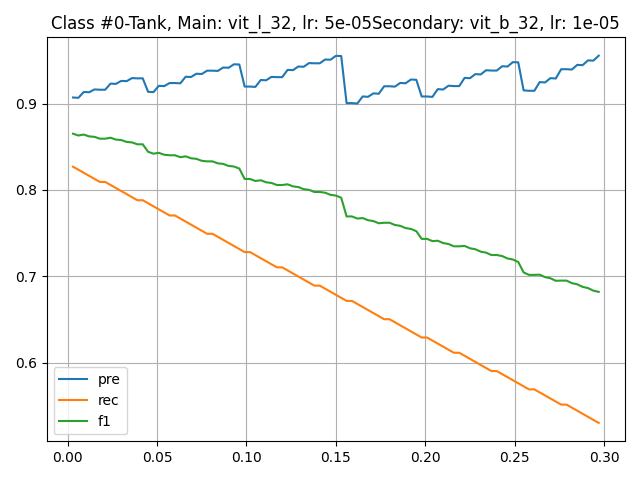 Class #0-Tank, Main: vit_l_32, lr: 5e-05Secondary: vit_b_32, lr: 1e-05
0.9
0.8
0.7
0.6
pre
rec
f1
0.00 0.05 0.10 0.15 0.20 0.25 0.30